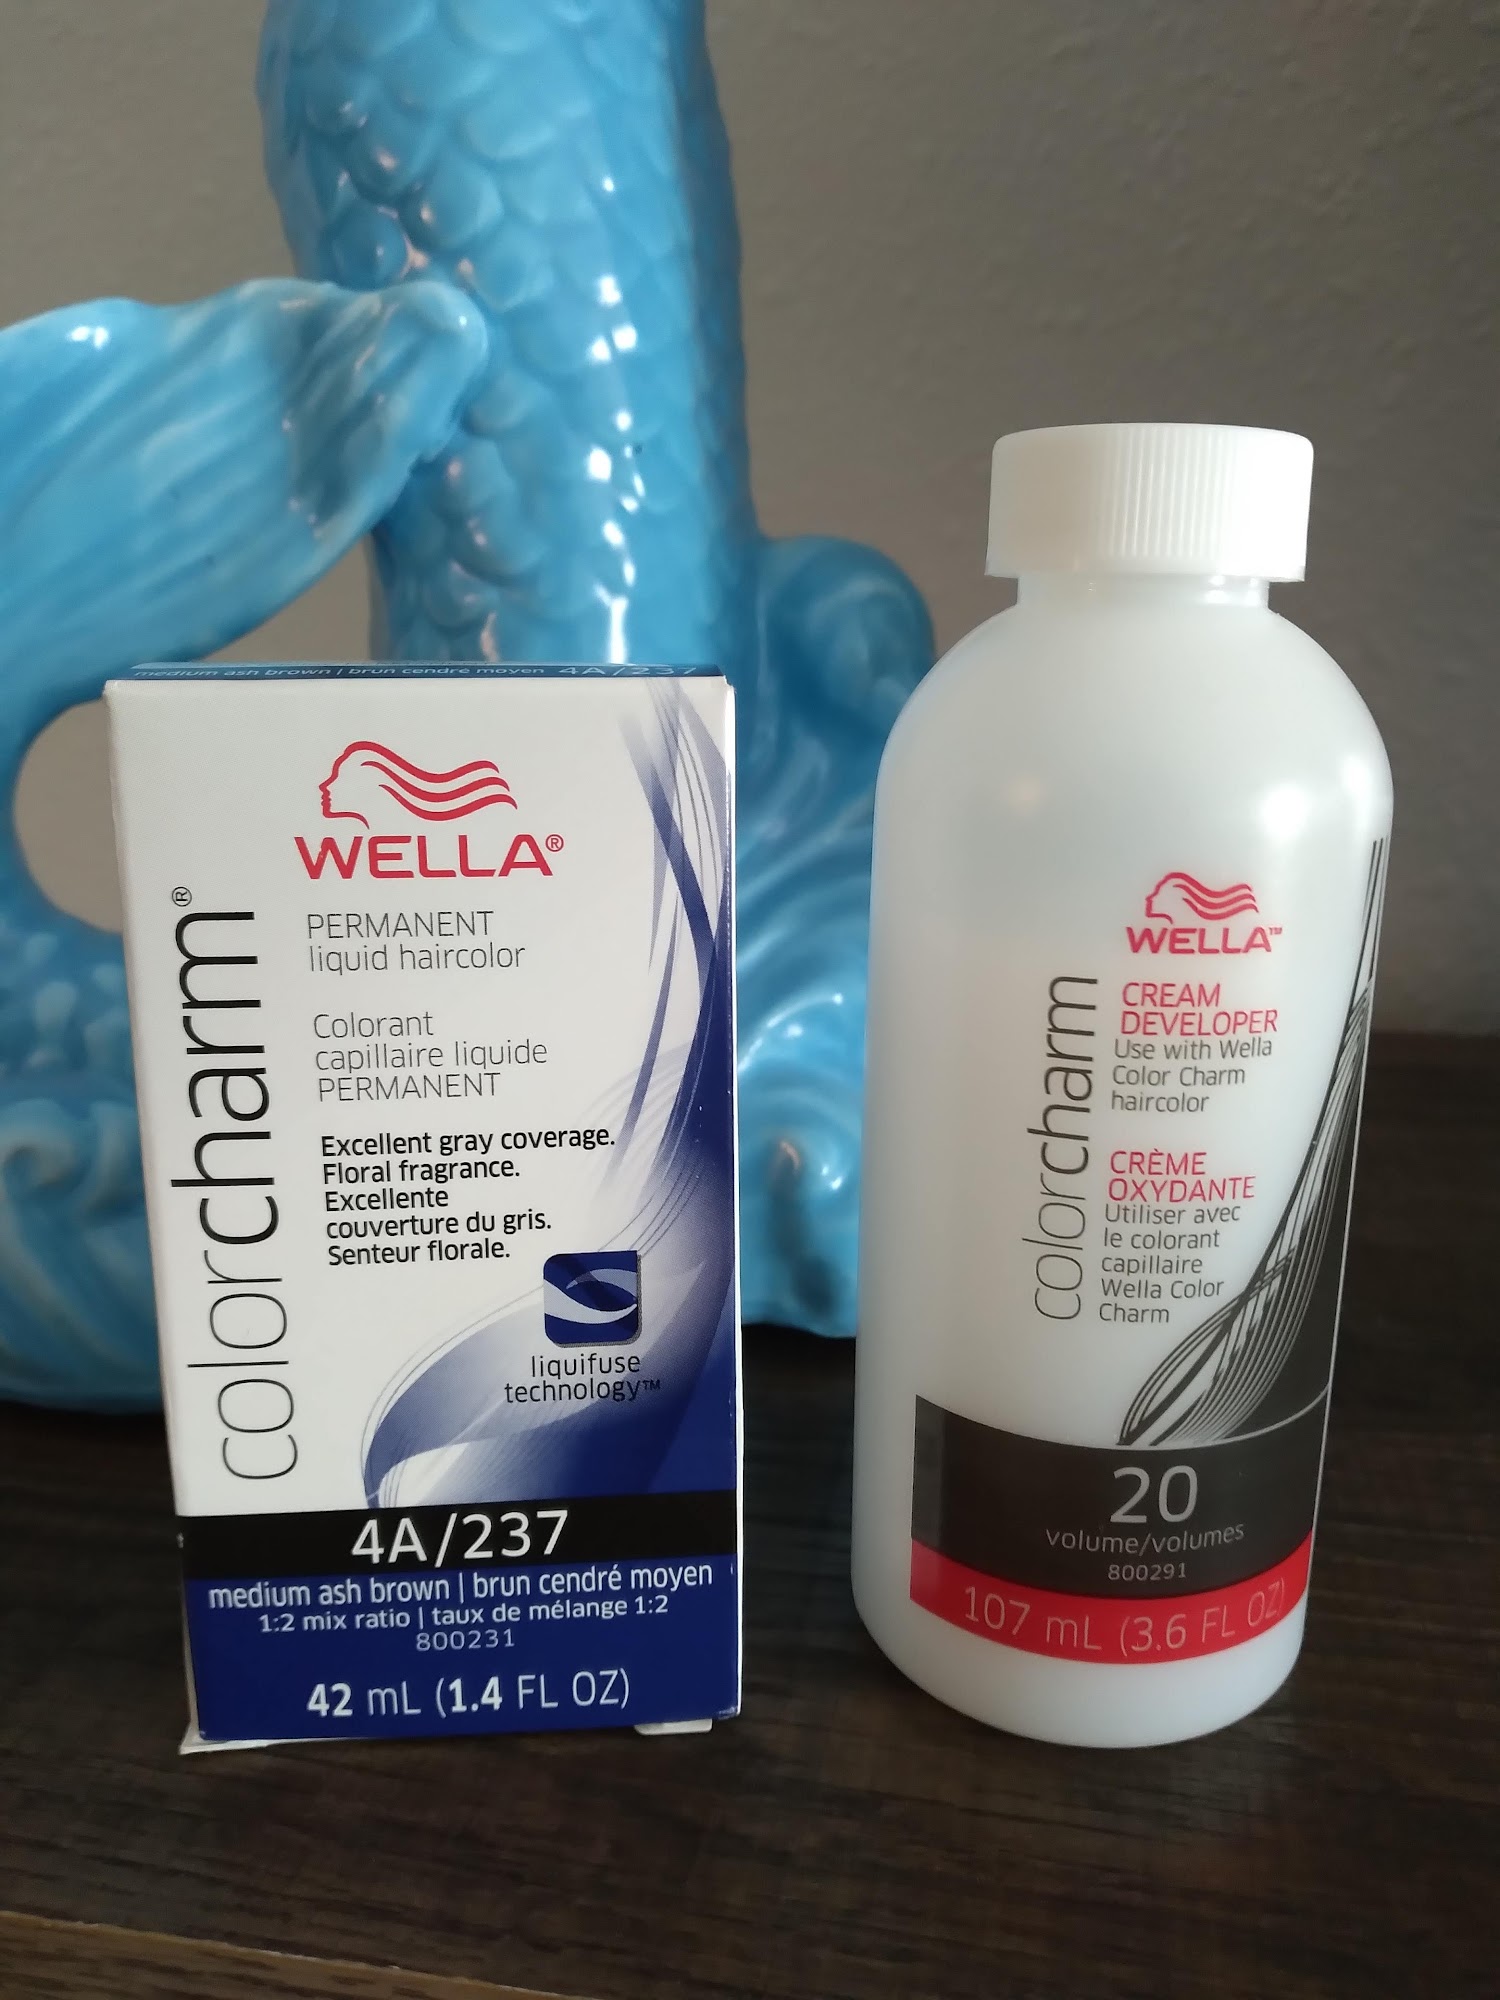 medium ash brown | brun cendré moyen 4A/237
WELLA®
colorcharm®
PERMANENT
liquid haircolor
Colorant
capillaire liquide
PERMANENT
Excellent gray coverage.
Floral fragrance.
Excellente
couverture du gris.
Senteur florale.
liquifuse
technology™
4A/237
medium ash brown | brun cendré moyen
1:2 mix ratio | taux de mélange 1:2
800231
42 mL (1.4 FL OZ)
WELLA™
colorcharm
CREAM
DEVELOPER
Use with Wella
Color Charm
haircolor
CRÈME
OXYDANTE
Utiliser avec
le colorant
capillaire
Wella Color
Charm
20
volume/volumes
800291
107 mL (3.6 FL OZ)